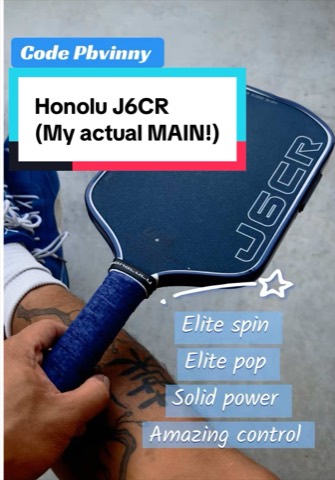 Code Pbvinny
Honolu J6CR
(My actual MAIN!)
J6CR
Elite spin
Elite pop
Solid power
Amazing control